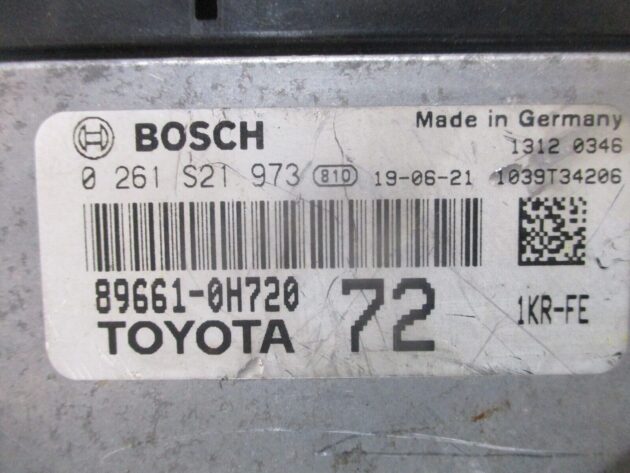 BOSCH
Made in Germany
1312 0346
0 261 S21 973 810 19-06-21 1039T34206
89661-0H720
72
1KR-FE
TOYOTA